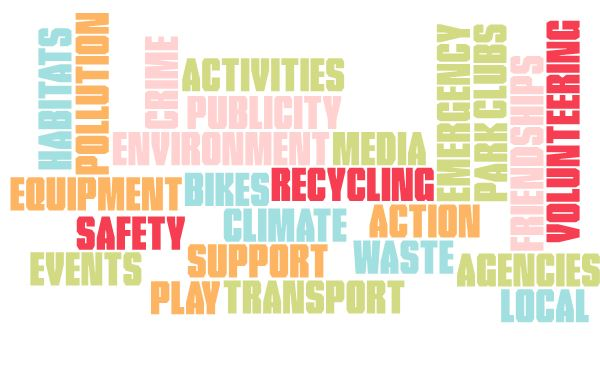 HABITATS
POLLUTION
CRIME
ACTIVITIES
PUBLICITY
ENVIRONMENT
MEDIA
EMERGENCY
PARK CLUBS
FRIENDSHIPS
VOLUNTEERING
EQUIPMENT
BIKES
RECYCLING
SAFETY
CLIMATE
ACTION
EVENTS
SUPPORT
WASTE
AGENCIES
PLAY
TRANSPORT
LOCAL